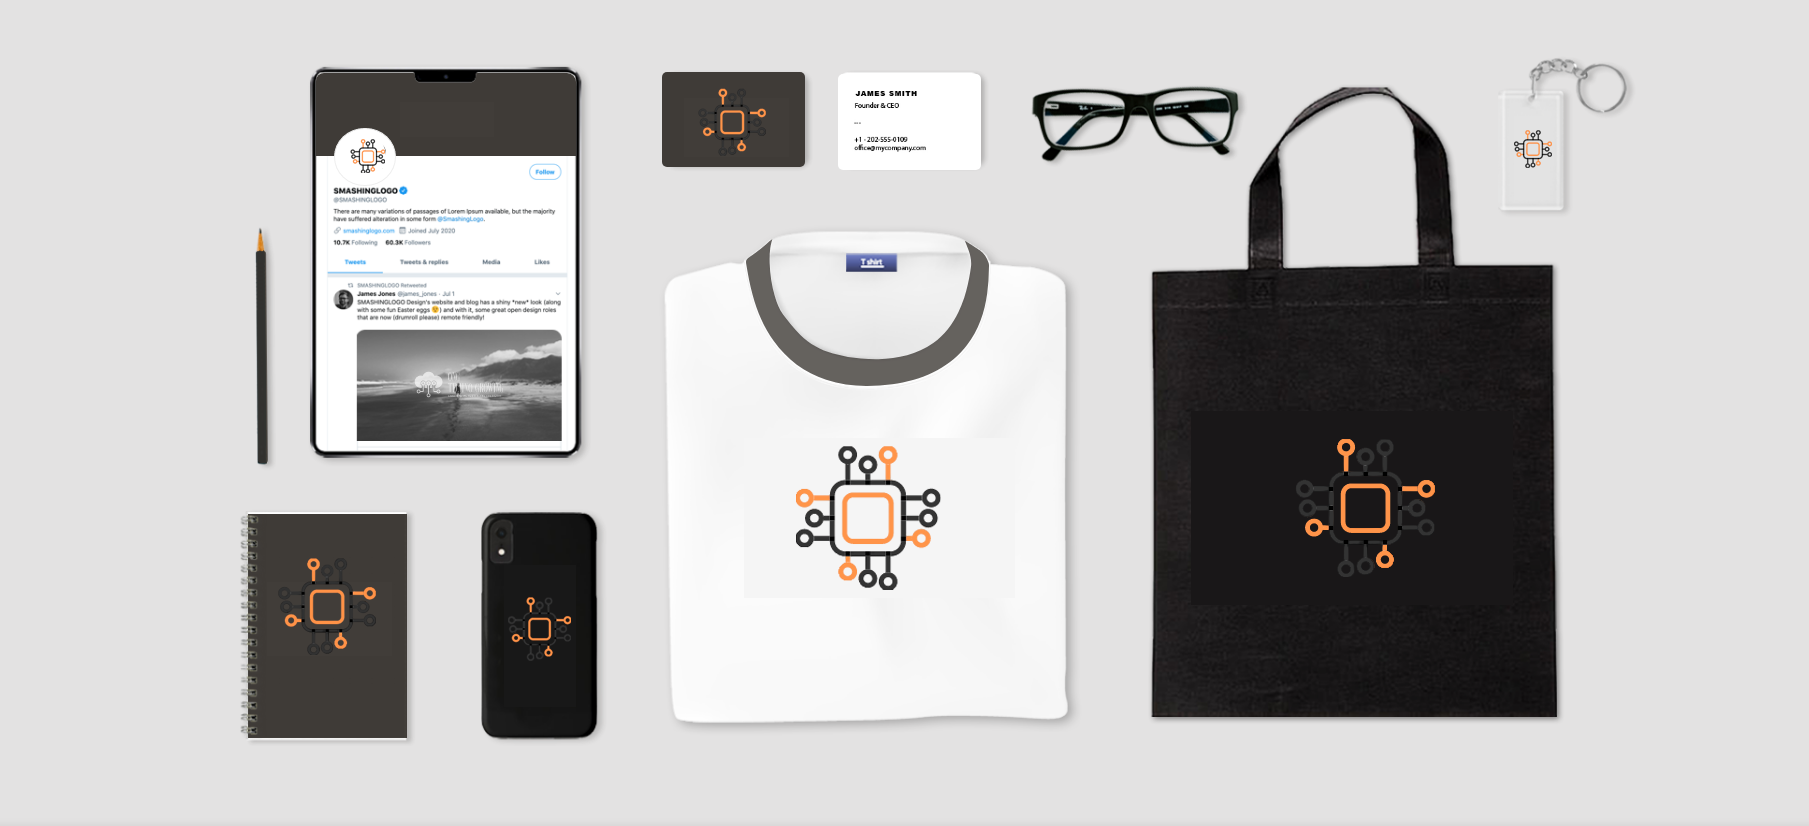 Follow
SMASHINGLOGO
@SMASHINGLOGO
There are many variations of passages of Lorem Ipsum available, but the majority
have suffered alteration in some form @SmashingLogo.
smashinglogo.com Joined July 2020
10.7K Following 60.3K Followers
Tweets Tweets & replies Media Likes
SMASHINGLOGO Retweeted
James Jones @james_jones - Jul 1
SMASHINGLOGO Design's website and blog has a shiny *new* look (along
with some fun Easter eggs 😗) and with it, some great open design roles
that are now (drumroll please) remote friendly!
JAMES SMITH
Founder & CEO
---
+1 - 202-555-0109
office@mycompany.com
T shirt